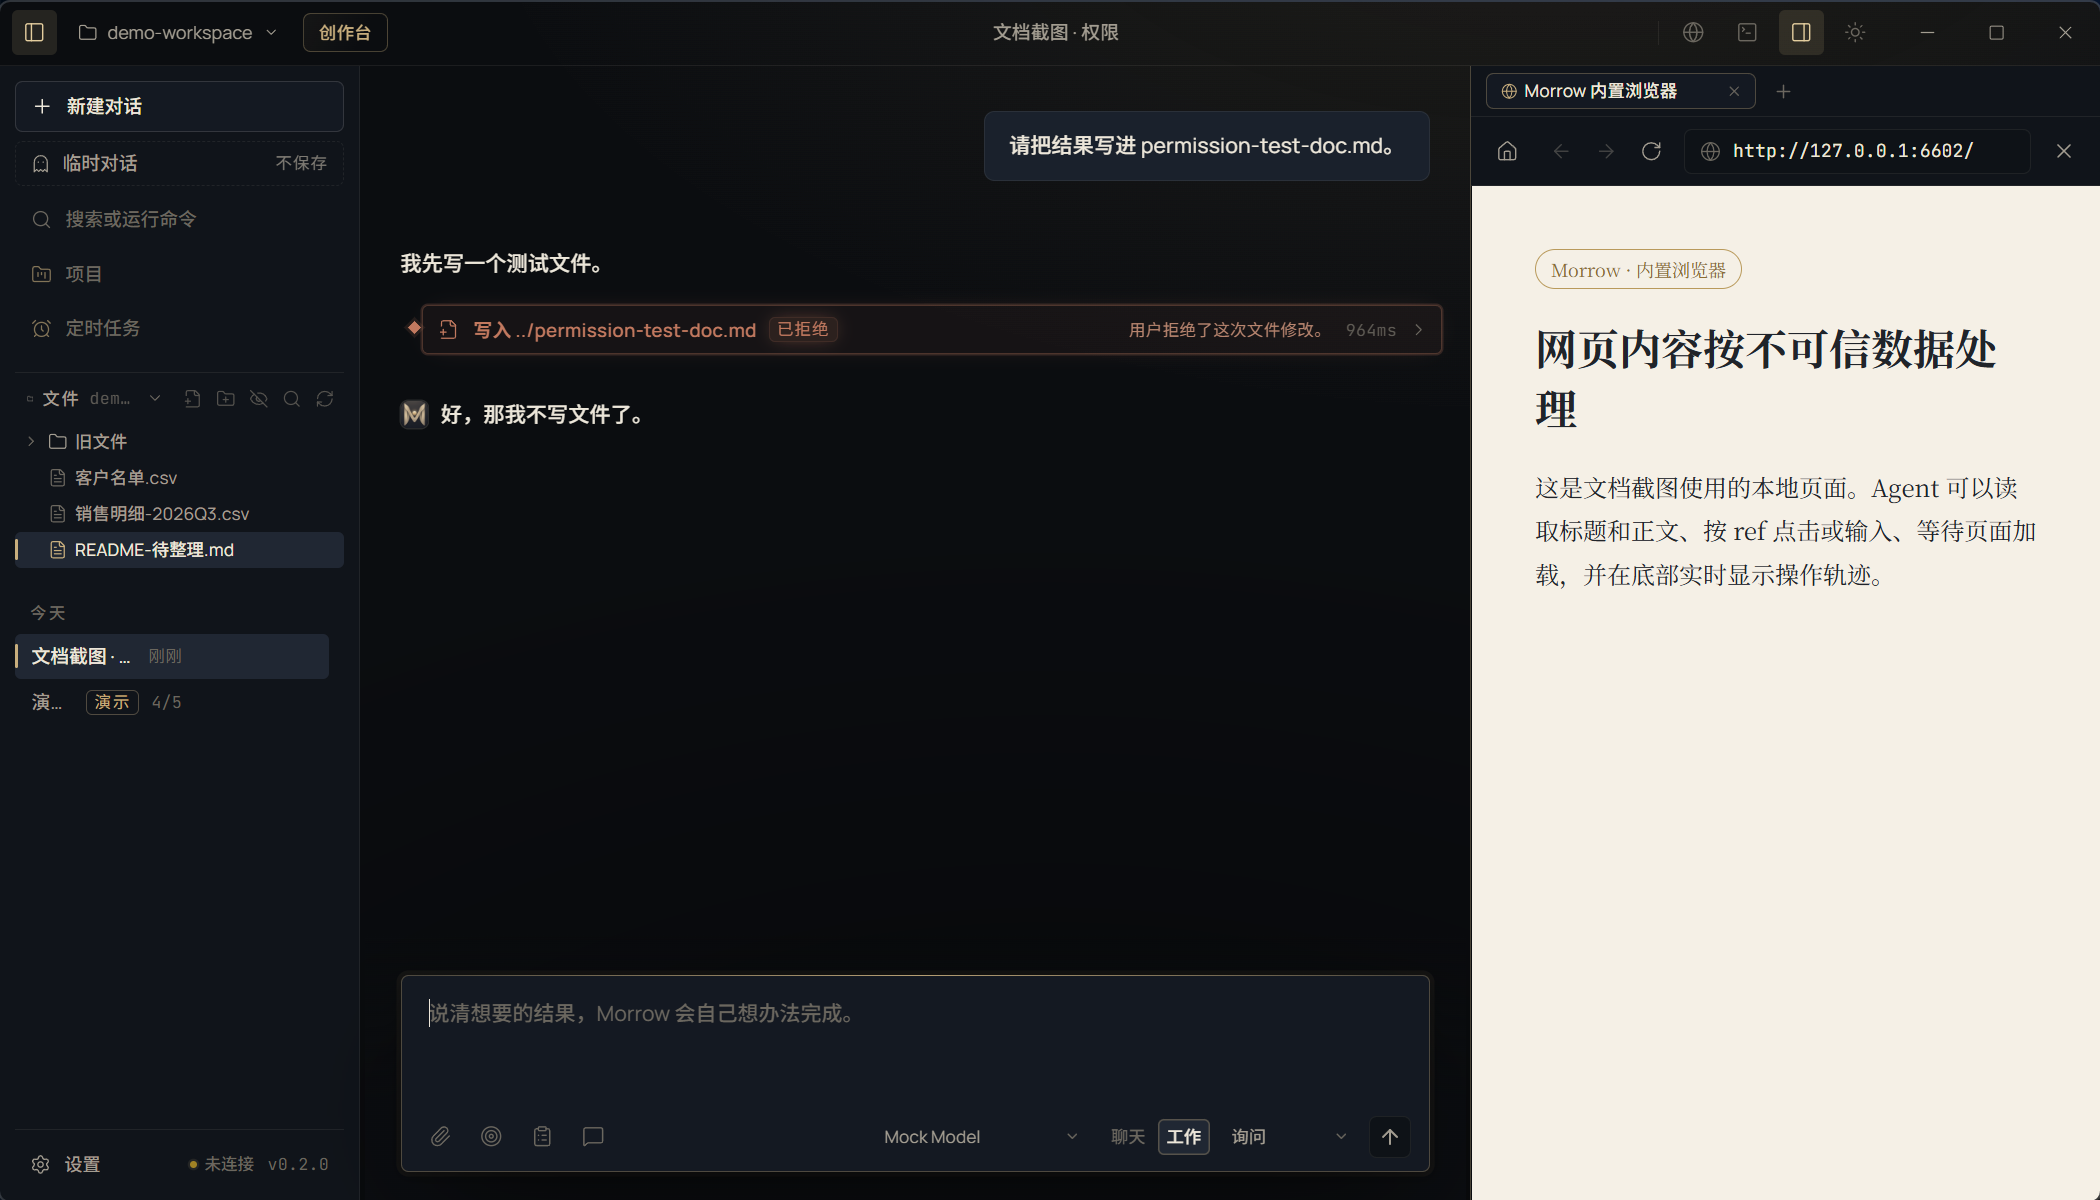 demo-workspace
创作台
文档截图 · 权限
新建对话
临时对话 不保存
搜索或运行命令
项目
定时任务
文件 dem...
旧文件
客户名单.csv
销售明细-2026Q3.csv
README-待整理.md
今天
文档截图 · ... 刚刚
演... 演示 4/5
设置 未连接 v0.2.0
请把结果写进 permission-test-doc.md。
我先写一个测试文件。
写入 ../permission-test-doc.md 已拒绝 用户拒绝了这次文件修改。 964ms
好，那我不写文件了。
说清想要的结果，Morrow 会自己想办法完成。
Mock Model 聊天 工作 询问
Morrow 内置浏览器
http://127.0.0.1:6602/
Morrow · 内置浏览器
网页内容按不可信数据处
理
这是文档截图使用的本地页面。Agent 可以读
取标题和正文、按 ref 点击或输入、等待页面加
载，并在底部实时显示操作轨迹。